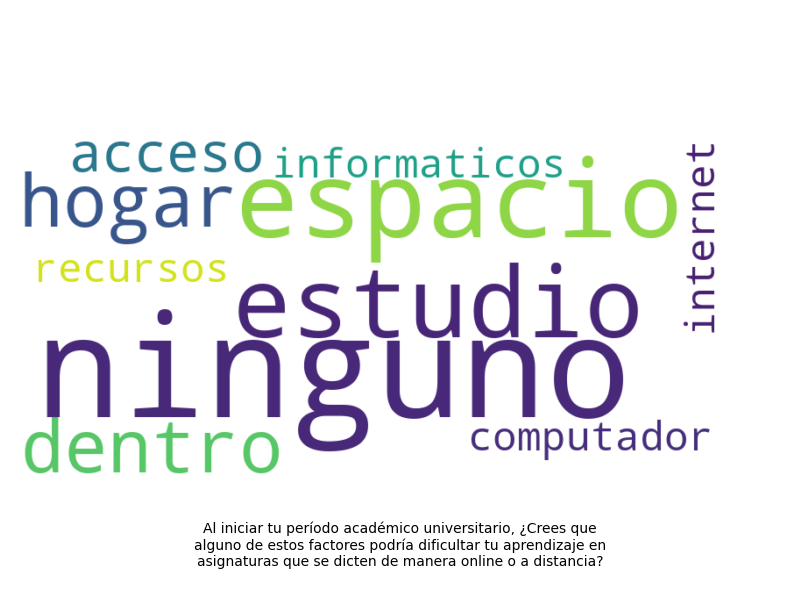 acceso
informaticos
internet
hogar
espacio
recursos
estudio
ninguno
dentro
computador
Al iniciar tu período académico universitario, ¿Crees que
alguno de estos factores podría dificultar tu aprendizaje en
asignaturas que se dicten de manera online o a distancia?